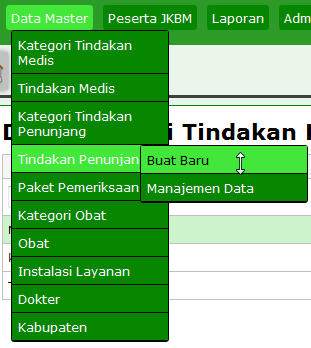 Data Master Peserta JKBM Laporan Adm
Kategori Tindakan
Medis
Tindakan Medis
Kategori Tindakan
Penunjang
Tindakan Penunjan
Buat Baru
Manajemen Data
Paket Pemeriksaan
Kategori Obat
Obat
Instalasi Layanan
Dokter
Kabupaten
i Tindakan